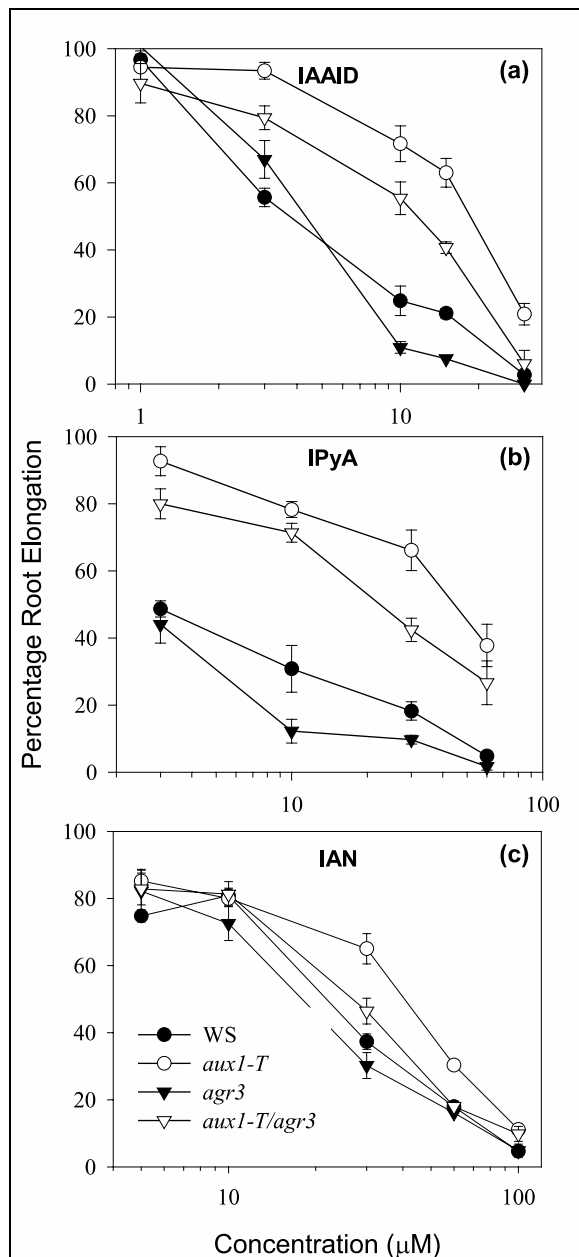 (a)
IAAID
100
80
60
40
20
0
1
10
(b)
IPyA
100
80
60
40
20
0
10
100
Percentage Root Elongation
(c)
IAN
100
80
60
40
20
0
WS
aux1-T
agr3
aux1-T/agr3
10
100
Concentration (μM)